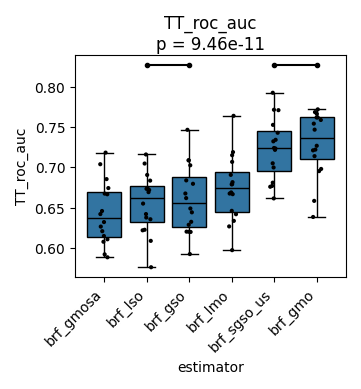 TT_roc_auc
p = 9.46e-11
TT_roc_auc
0.80
0.75
0.70
0.65
0.60
brf_gmosa
brf_lso
brf_gso
brf_lmo
brf_sgso_us
brf_gmo
estimator